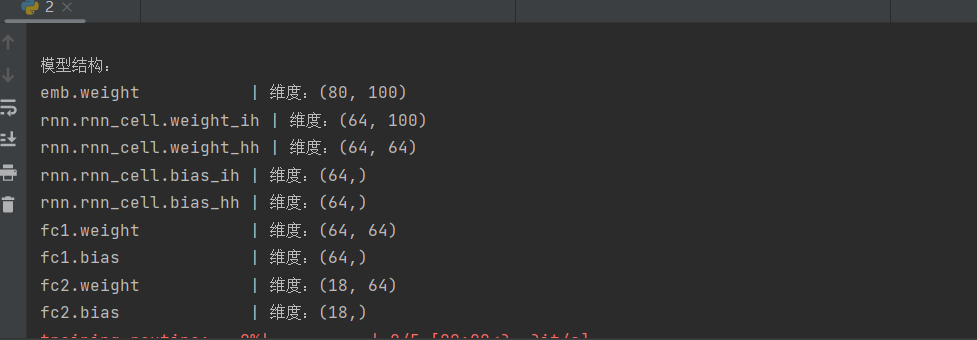 2
模型结构:
emb.weight | 维度: (80, 100)
rnn.rnn_cell.weight_ih | 维度: (64, 100)
rnn.rnn_cell.weight_hh | 维度: (64, 64)
rnn.rnn_cell.bias_ih | 维度: (64,)
rnn.rnn_cell.bias_hh | 维度: (64,)
fc1.weight | 维度: (64, 64)
fc1.bias | 维度: (64,)
fc2.weight | 维度: (18, 64)
fc2.bias | 维度: (18,)